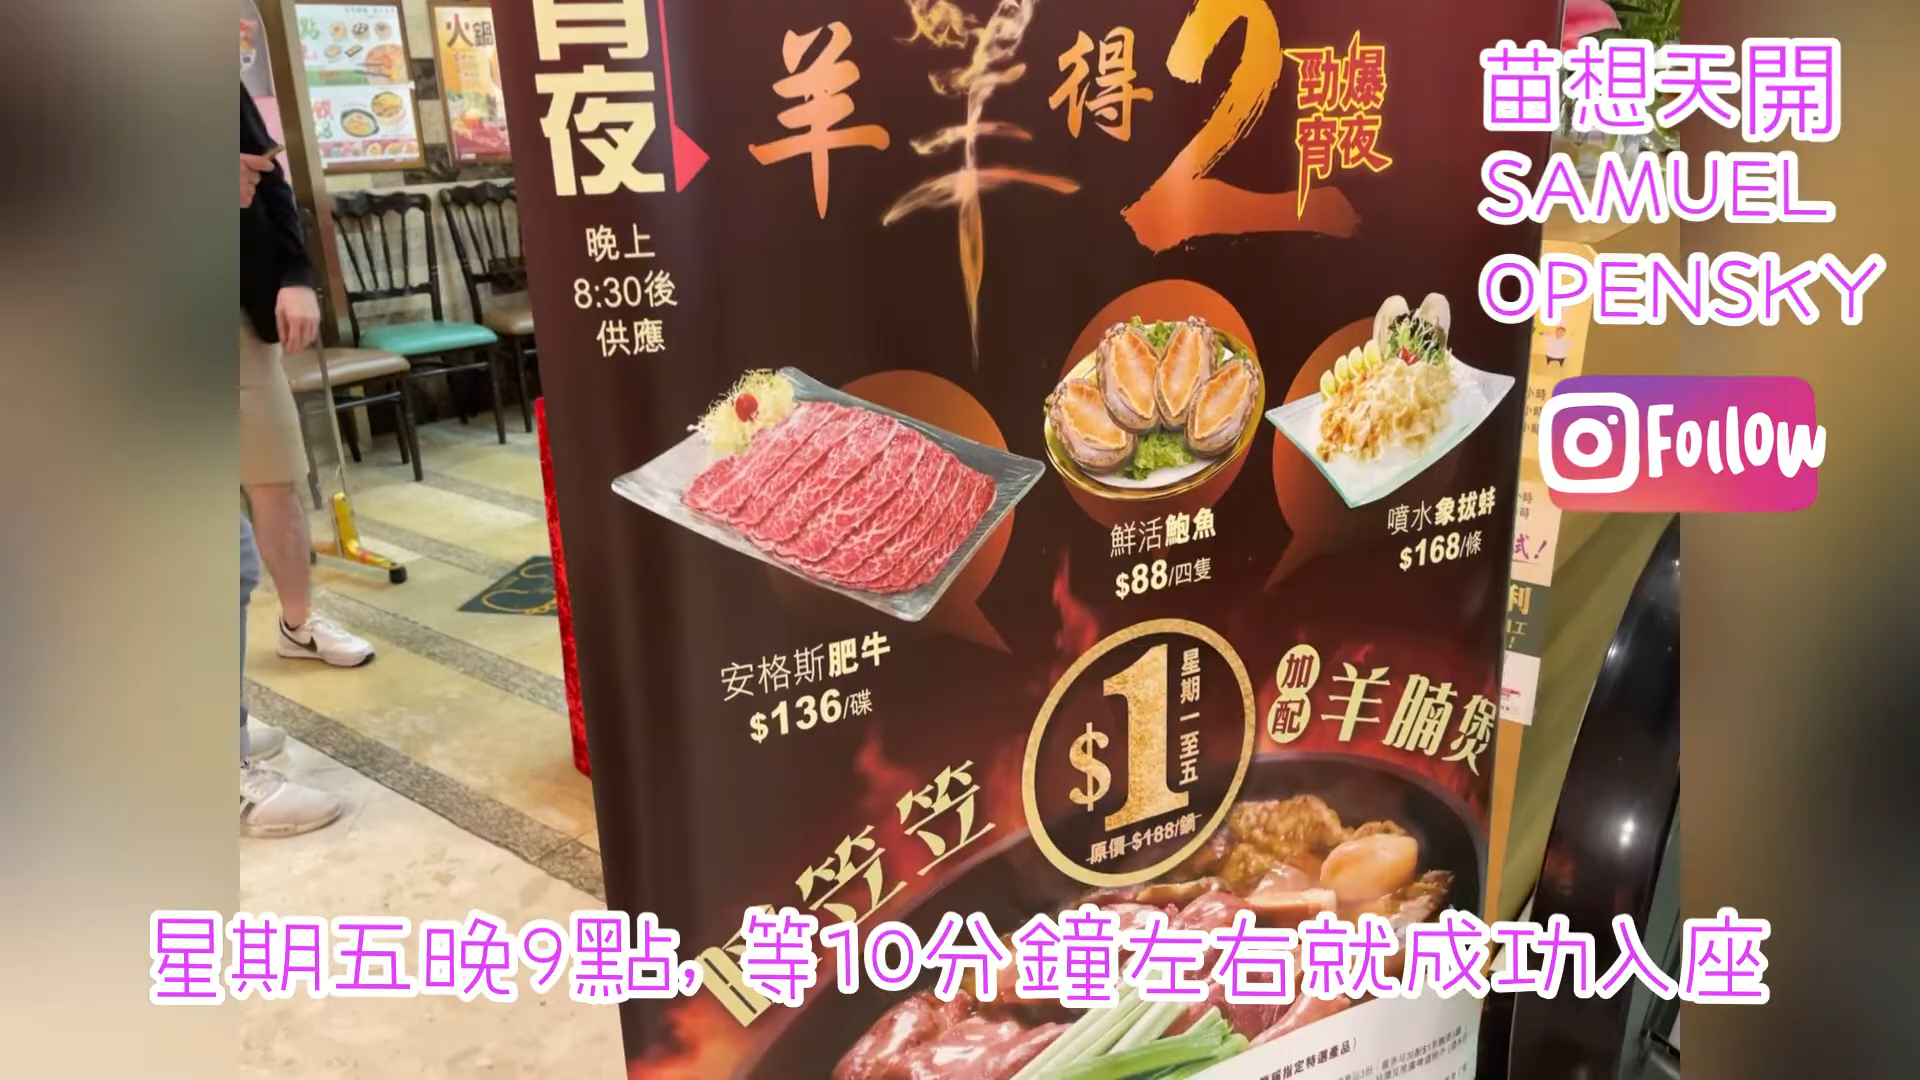 火鍋
宵夜
晚上
8:30後
供應
羊羊得2
勁爆
宵夜
苗想天開
SAMUEL
OPENSKY
Follow
安格斯肥牛
$136/碟
鮮活鮑魚
$88/四隻
噴水象拔蚌
$168/條
$1
星期一至五
原價 $188/鍋
加配
羊腩煲
笠笠
星期五晚9點, 等10分鐘左右就成功入座